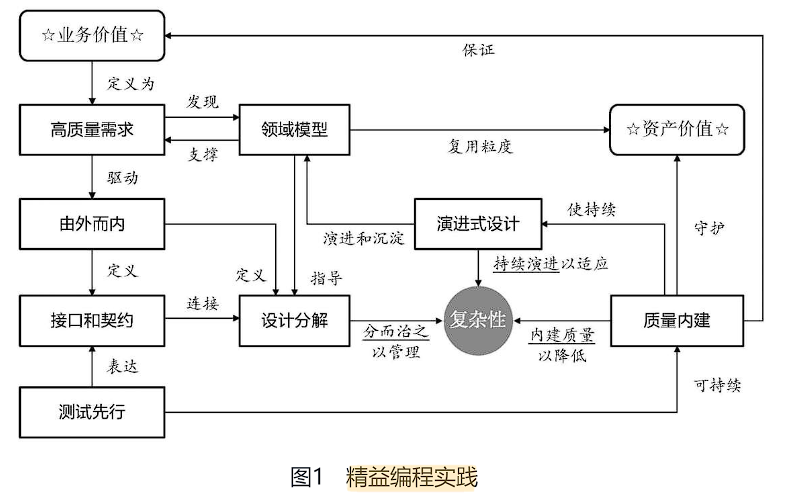 ☆业务价值☆
保证
定义为
发现
高质量需求
领域模型
☆资产价值☆
支撑
复用粒度
驱动
由外而内
演进式设计
使持续
守护
演进和沉淀
定义
定义
指导
持续演进以适应
接口和契约
连接
设计分解
分而治之
以管理
复杂性
内建质量
以降低
质量内建
表达
可持续
测试先行
图1 精益编程实践